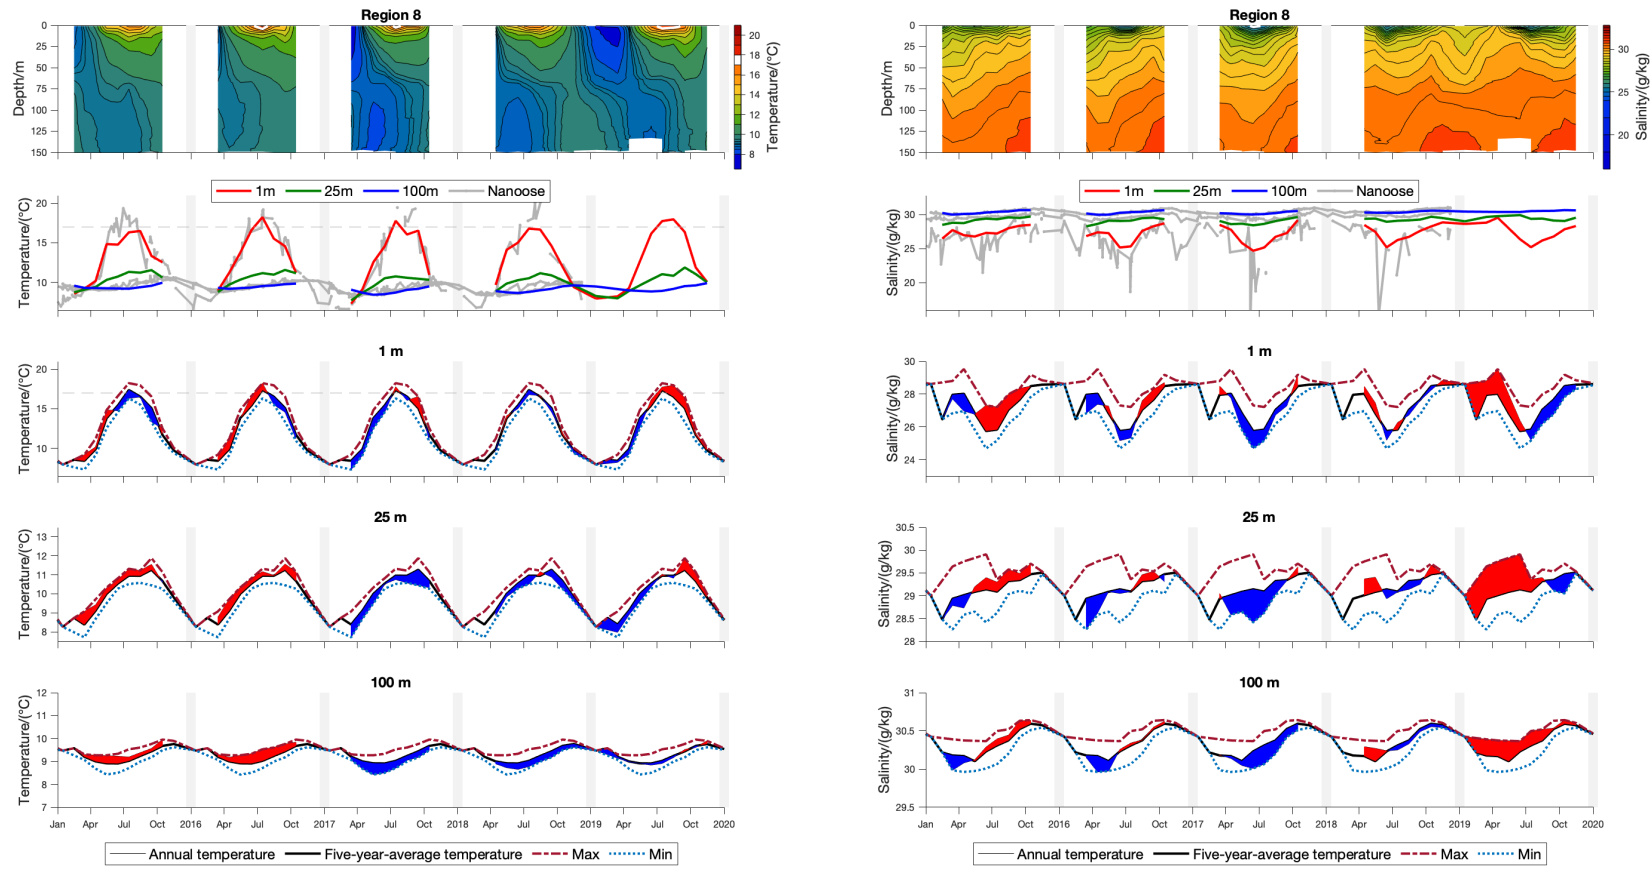 Region 8
Depth/m
0
25
50
75
100
125
150
20
18
16
14
12
10
8
Temperature/(°C)
1m 25m 100m Nanoose
Temperature/(°C)
20
15
10
1 m
Temperature/(°C)
20
15
10
25 m
Temperature/(°C)
13
12
11
10
9
8
100 m
Temperature/(°C)
12
11
10
9
8
7
Jan Apr Jul Oct 2016 Apr Jul Oct 2017 Apr Jul Oct 2018 Apr Jul Oct 2019 Apr Jul Oct 2020
Annual temperature Five-year-average temperature Max Min
Region 8
Depth/m
0
25
50
75
100
125
150
30
25
20
Salinity/(g/kg)
1m 25m 100m Nanoose
Salinity/(g/kg)
30
25
20
1 m
Salinity/(g/kg)
30
28
26
24
25 m
Salinity/(g/kg)
30.5
30
29.5
29
28.5
28
100 m
Salinity/(g/kg)
31
30.5
30
29.5
Jan Apr Jul Oct 2016 Apr Jul Oct 2017 Apr Jul Oct 2018 Apr Jul Oct 2019 Apr Jul Oct 2020
Annual temperature Five-year-average temperature Max Min